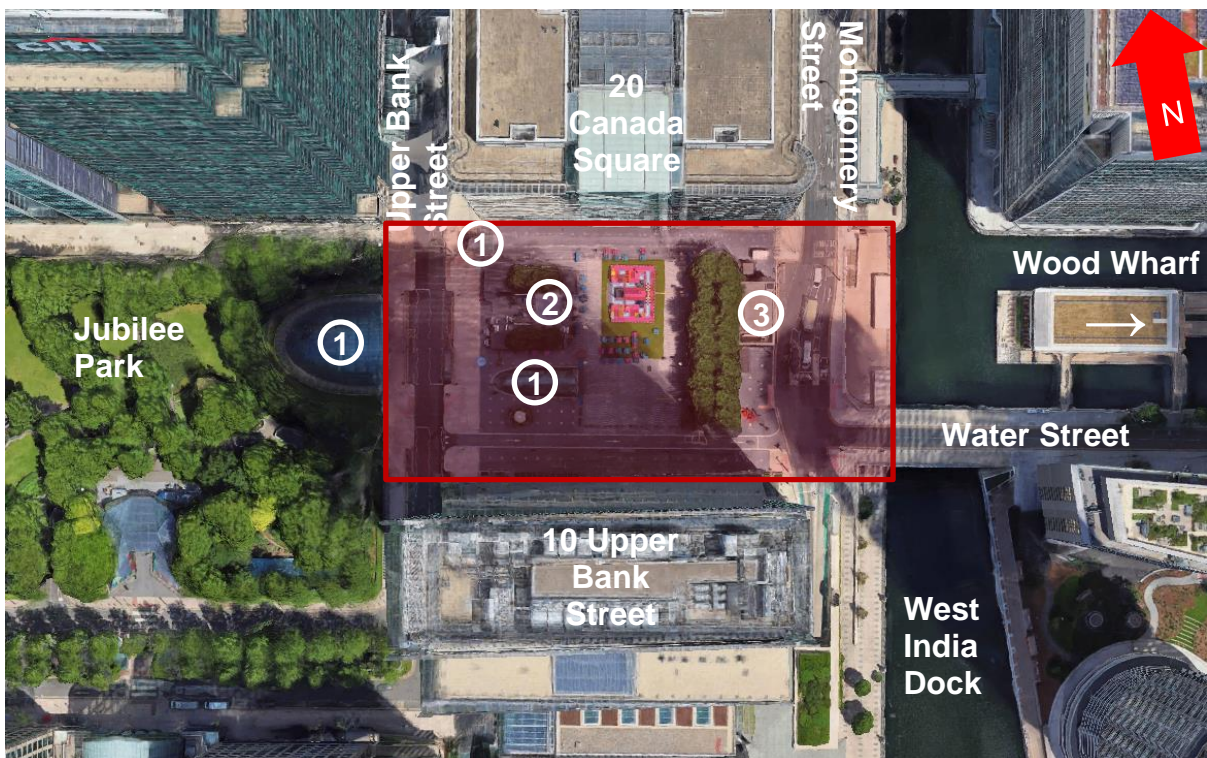 citi
Upper Bank
Street
20
Canada
Square
Montgomery
Street
N
1
2
3
1
1
Jubilee
Park
Wood Wharf
→
Water Street
10 Upper
Bank
Street
West
India
Dock